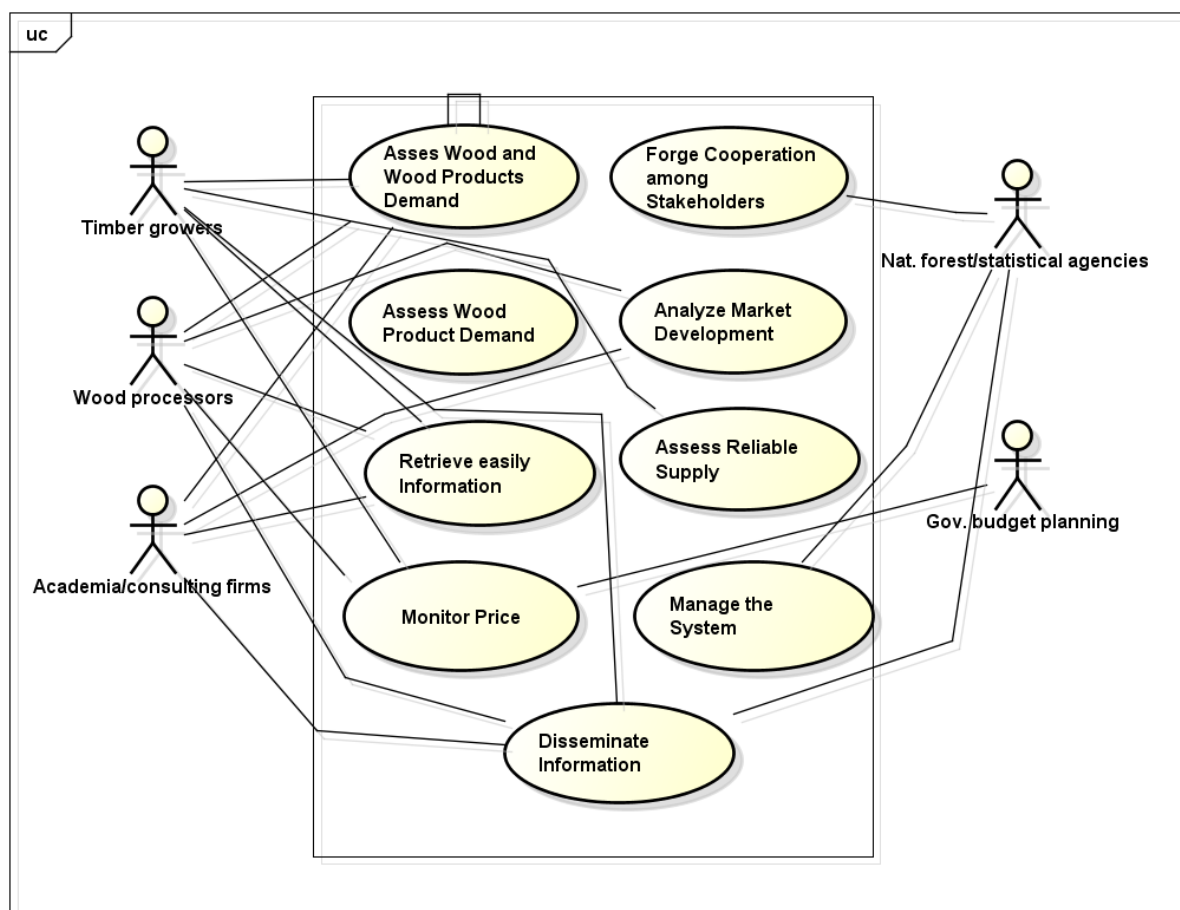 uc
Asses Wood and
Wood Products
Demand
Forge Cooperation
among
Stakeholders
Timber growers
Nat. forest/statistical agencies
Assess Wood
Product Demand
Analyze Market
Development
Wood processors
Retrieve easily
Information
Assess Reliable
Supply
Gov. budget planning
Academia/consulting firms
Monitor Price
Manage the
System
Disseminate
Information